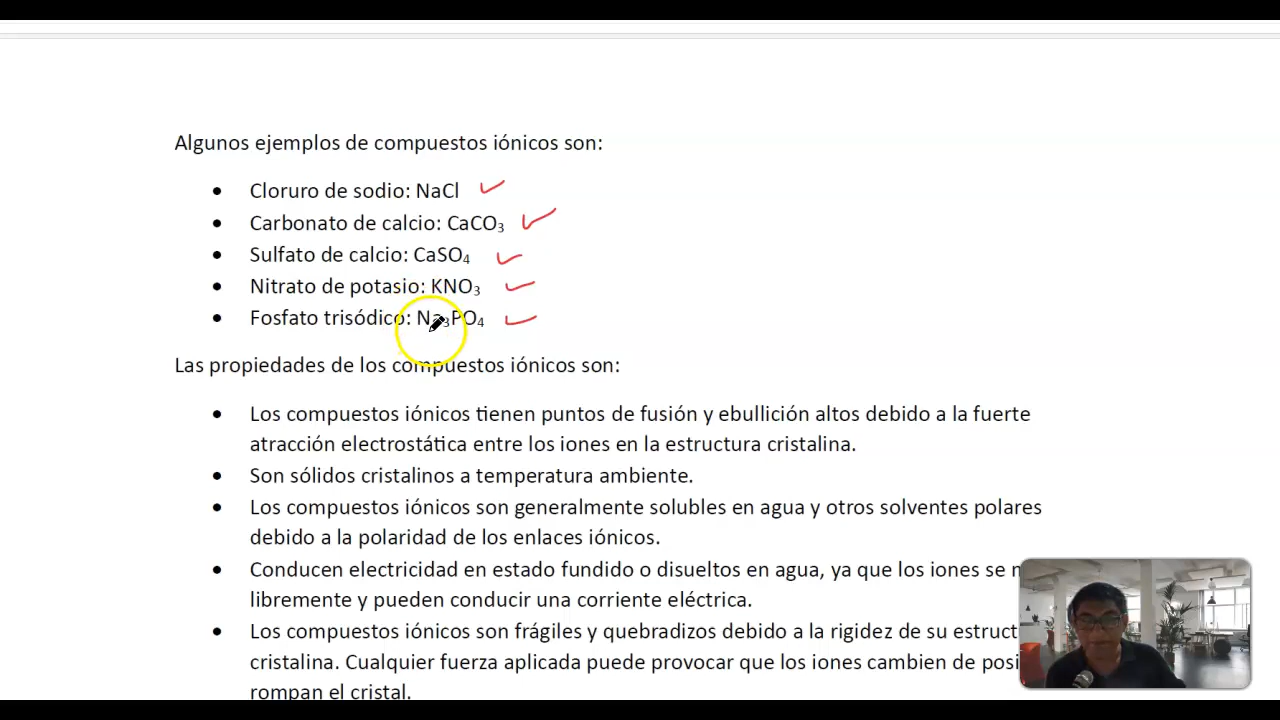 Algunos ejemplos de compuestos iónicos son:
• Cloruro de sodio: NaCl
• Carbonato de calcio: CaCO₃
• Sulfato de calcio: CaSO₄
• Nitrato de potasio: KNO₃
• Fosfato trisódico: Na₃PO₄
Las propiedades de los compuestos iónicos son:
• Los compuestos iónicos tienen puntos de fusión y ebullición altos debido a la fuerte
atracción electrostática entre los iones en la estructura cristalina.
• Son sólidos cristalinos a temperatura ambiente.
• Los compuestos iónicos son generalmente solubles en agua y otros solventes polares
debido a la polaridad de los enlaces iónicos.
• Conducen electricidad en estado fundido o disueltos en agua, ya que los iones se
libremente y pueden conducir una corriente eléctrica.
• Los compuestos iónicos son frágiles y quebradizos debido a la rigidez de su
cristalina. Cualquier fuerza aplicada puede provocar que los iones cambien de
rompan el cristal.